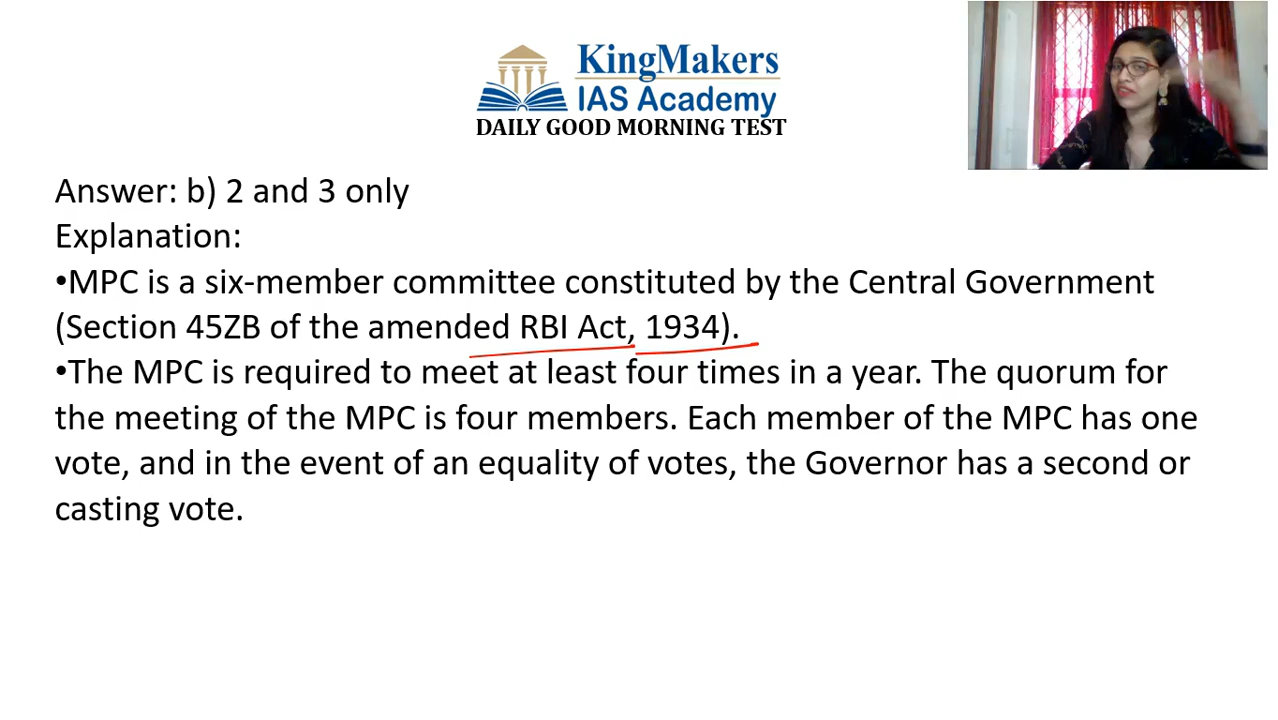 KingMakers
IAS Academy
DAILY GOOD MORNING TEST
Answer: b) 2 and 3 only
Explanation:
•MPC is a six-member committee constituted by the Central Government
(Section 45ZB of the amended RBI Act, 1934).
•The MPC is required to meet at least four times in a year. The quorum for
the meeting of the MPC is four members. Each member of the MPC has one
vote, and in the event of an equality of votes, the Governor has a second or
casting vote.